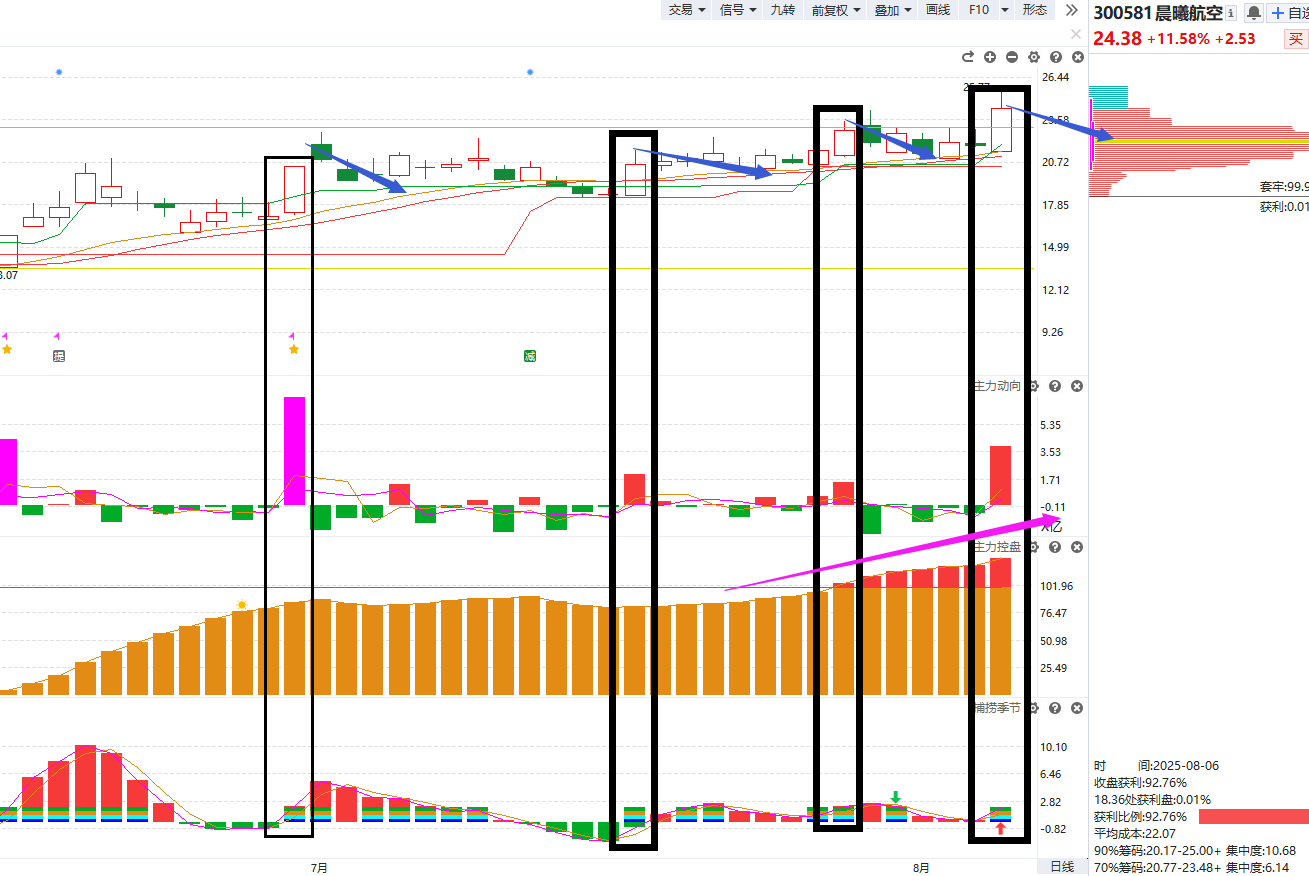 交易 信号 九转 前复权 叠加 画线 F10 形态
300581 晨曦航空
自选
24.38 +11.58% +2.53
买
26.44
20.72
17.85
14.99
12.12
9.26
套牢:99.9
获利:0.01
3.07
减
主力动向
5.35
3.53
1.71
-0.11
X亿
主力控盘
101.96
76.47
50.98
25.49
捕捞季节
10.10
6.46
2.82
-0.82
7月
8月
日线
时 间:2025-08-06
收盘获利:92.76%
18.36处获利盘:0.01%
获利比例:92.76%
平均成本:22.07
90%筹码:20.17-25.00+ 集中度:10.68
70%筹码:20.77-23.48+ 集中度:6.14